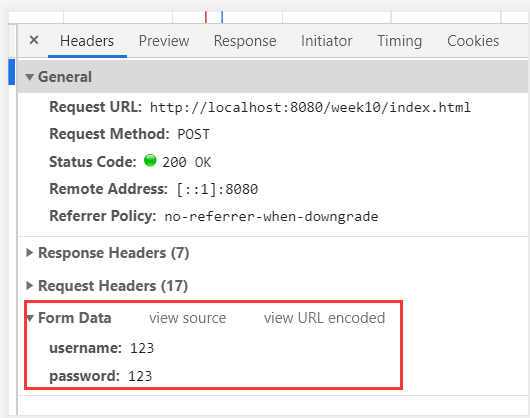 × Headers Preview Response Initiator Timing Cookies
General
Request URL: http://localhost:8080/week10/index.html
Request Method: POST
Status Code: 200 OK
Remote Address: [::1]:8080
Referrer Policy: no-referrer-when-downgrade
Response Headers (7)
Request Headers (17)
Form Data view source view URL encoded
username: 123
password: 123